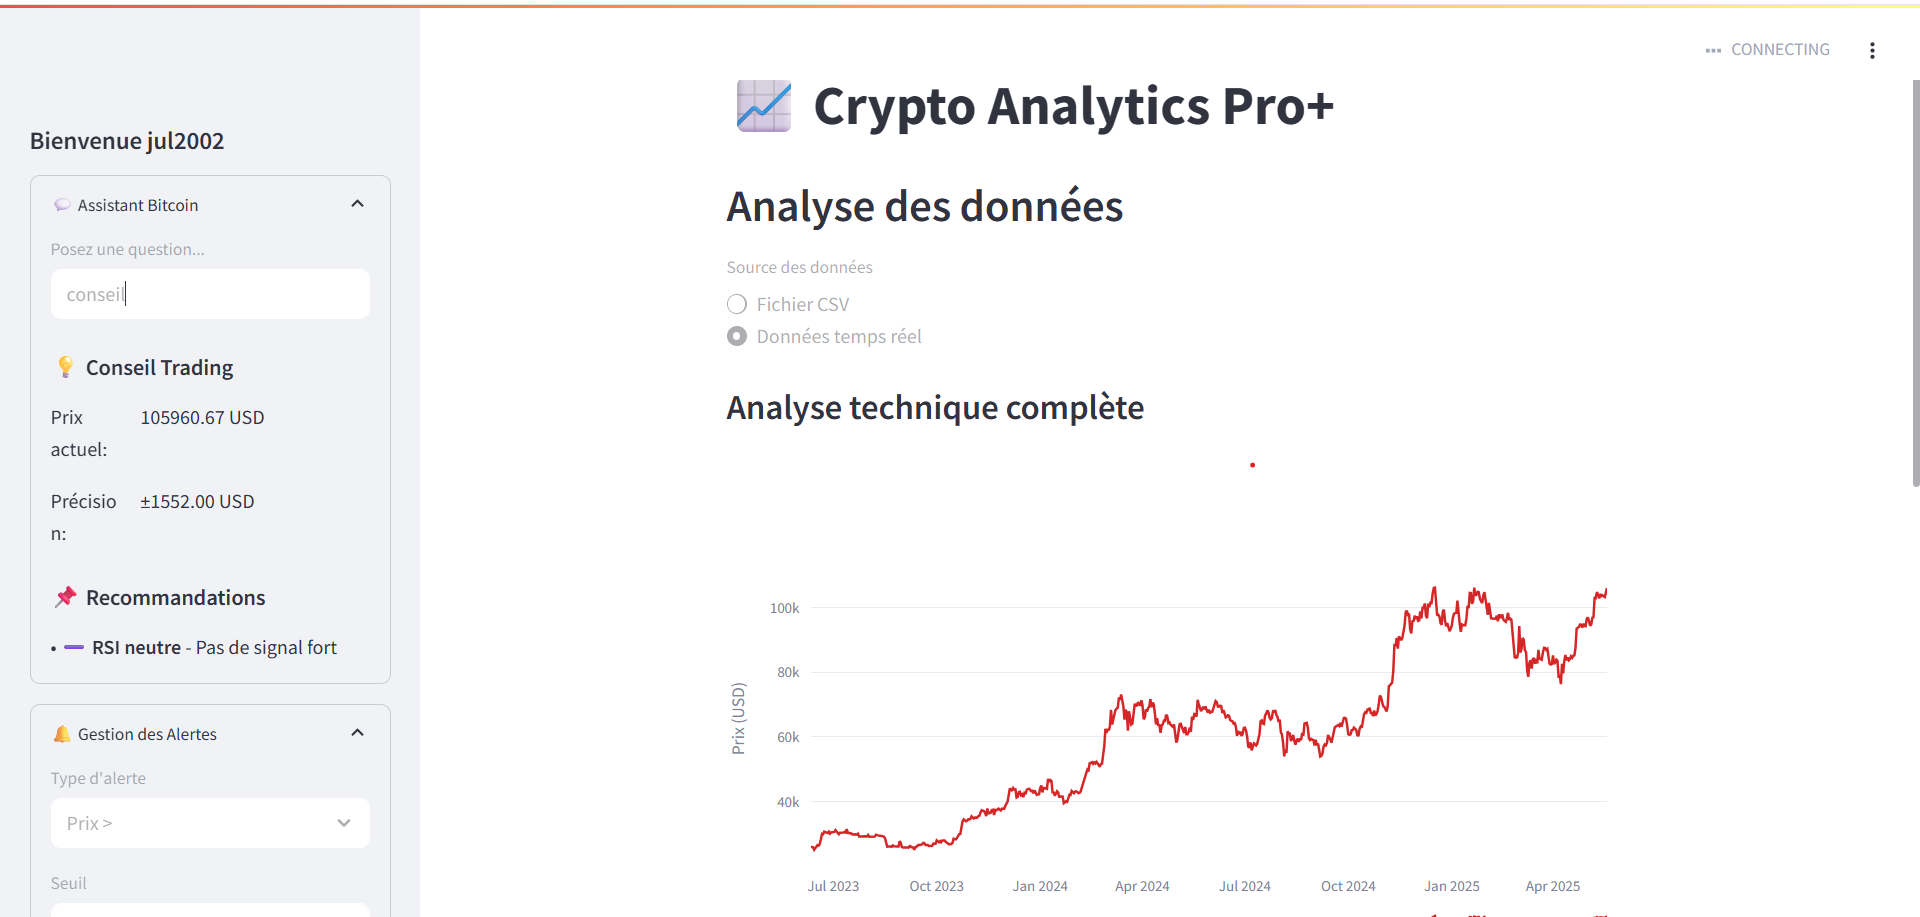 CONNECTING
Bienvenue jul2002
Assistant Bitcoin
Posez une question...
conseil
Conseil Trading
Prix
actuel:
105960.67 USD
Précisio
n:
±1552.00 USD
Recommandations
• RSI neutre - Pas de signal fort
Gestion des Alertes
Type d'alerte
Prix >
Seuil
Crypto Analytics Pro+
Analyse des données
Source des données
Fichier CSV
Données temps réel
Analyse technique complète
Prix (USD)
100k
80k
60k
40k
Jul 2023 Oct 2023 Jan 2024 Apr 2024 Jul 2024 Oct 2024 Jan 2025 Apr 2025